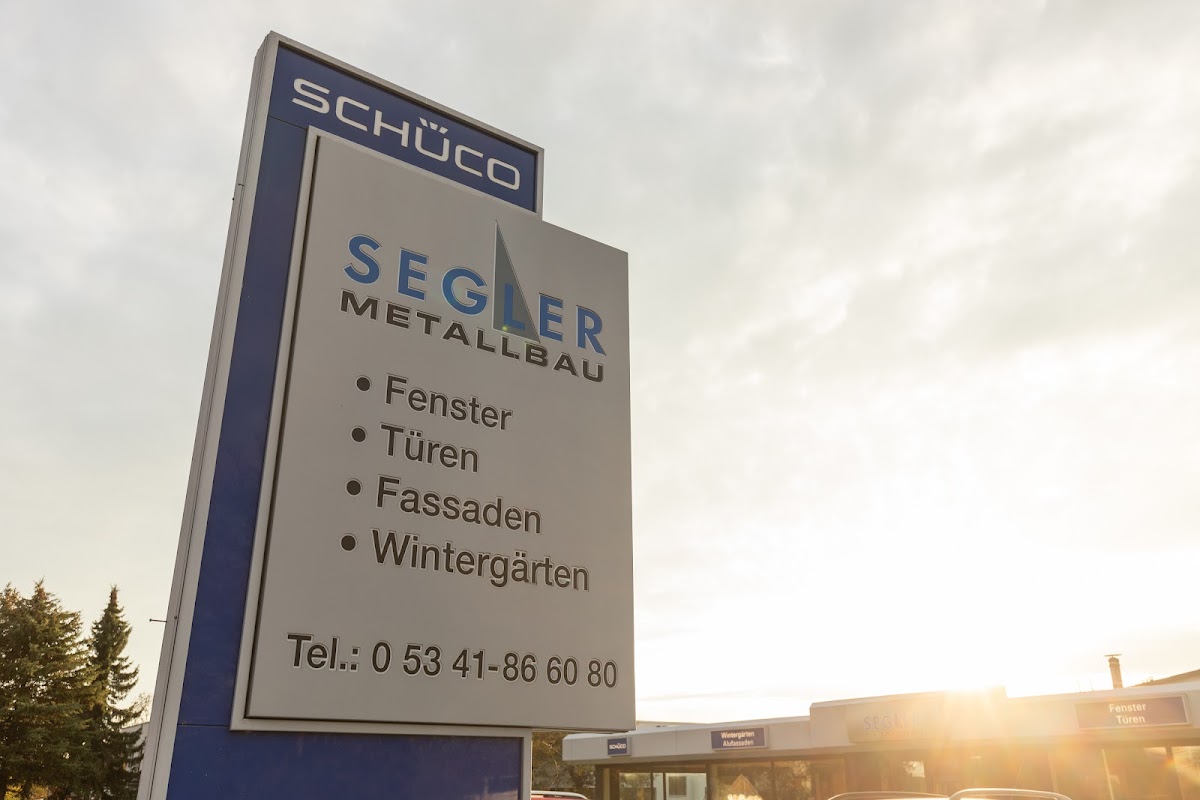 SCHÜCO
SEGLER
METALLBAU
• Fenster
• Türen
• Fassaden
• Wintergärten
Tel.: 0 53 41-86 60 80
SCHÜCO
Wintergärten
Alufassaden
SEGLER
Fenster
Türen